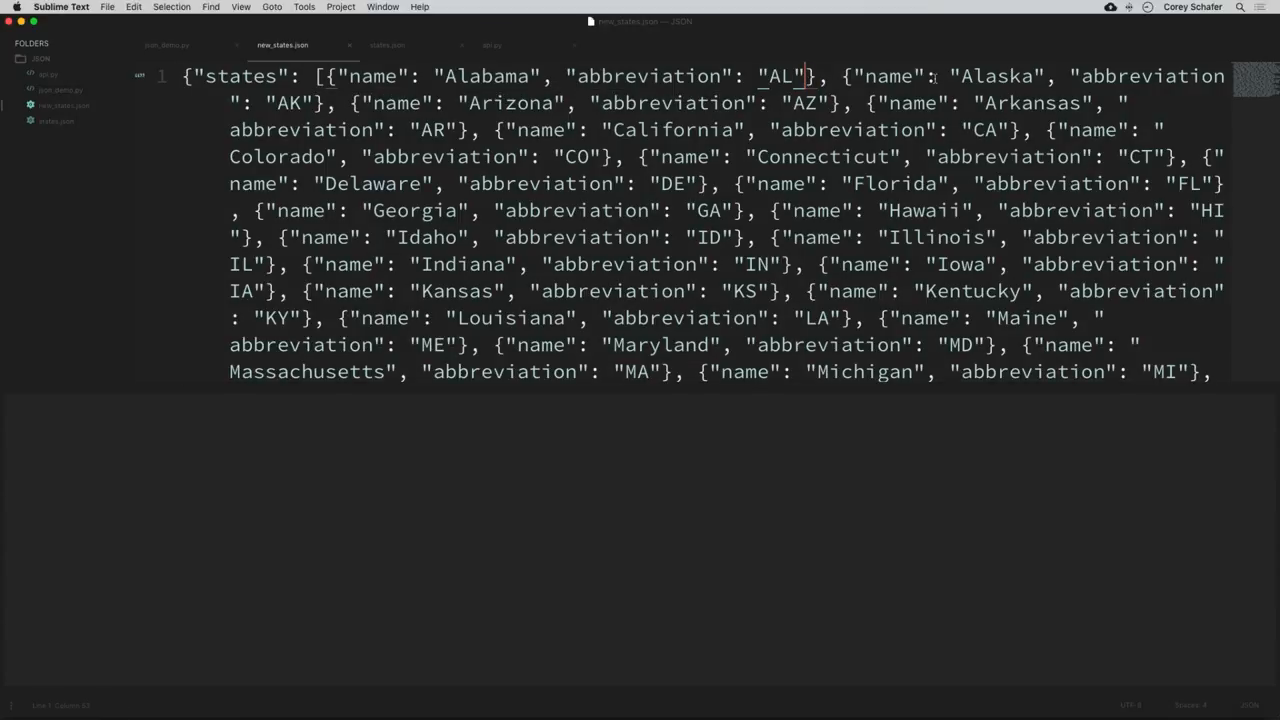 Sublime Text File Edit Selection Find View Goto Tools Project Window Help Corey Schafer
new_states.json — JSON
FOLDERS
JSON
api.py
json_demo.py
new_states.json
states.json
json_demo.py new_states.json states.json api.py
1 {"states": [{"name": "Alabama", "abbreviation": "AL"}, {"name": "Alaska", "abbreviation
": "AK"}, {"name": "Arizona", "abbreviation": "AZ"}, {"name": "Arkansas", "
abbreviation": "AR"}, {"name": "California", "abbreviation": "CA"}, {"name": "
Colorado", "abbreviation": "CO"}, {"name": "Connecticut", "abbreviation": "CT"}, {"
name": "Delaware", "abbreviation": "DE"}, {"name": "Florida", "abbreviation": "FL"}
, {"name": "Georgia", "abbreviation": "GA"}, {"name": "Hawaii", "abbreviation": "HI
"}, {"name": "Idaho", "abbreviation": "ID"}, {"name": "Illinois", "abbreviation": "
IL"}, {"name": "Indiana", "abbreviation": "IN"}, {"name": "Iowa", "abbreviation": "
IA"}, {"name": "Kansas", "abbreviation": "KS"}, {"name": "Kentucky", "abbreviation"
: "KY"}, {"name": "Louisiana", "abbreviation": "LA"}, {"name": "Maine", "
abbreviation": "ME"}, {"name": "Maryland", "abbreviation": "MD"}, {"name": "
Massachusetts", "abbreviation": "MA"}, {"name": "Michigan", "abbreviation": "MI"},
Line 1, Column 63 UTF-8 Spaces: 4 JSON